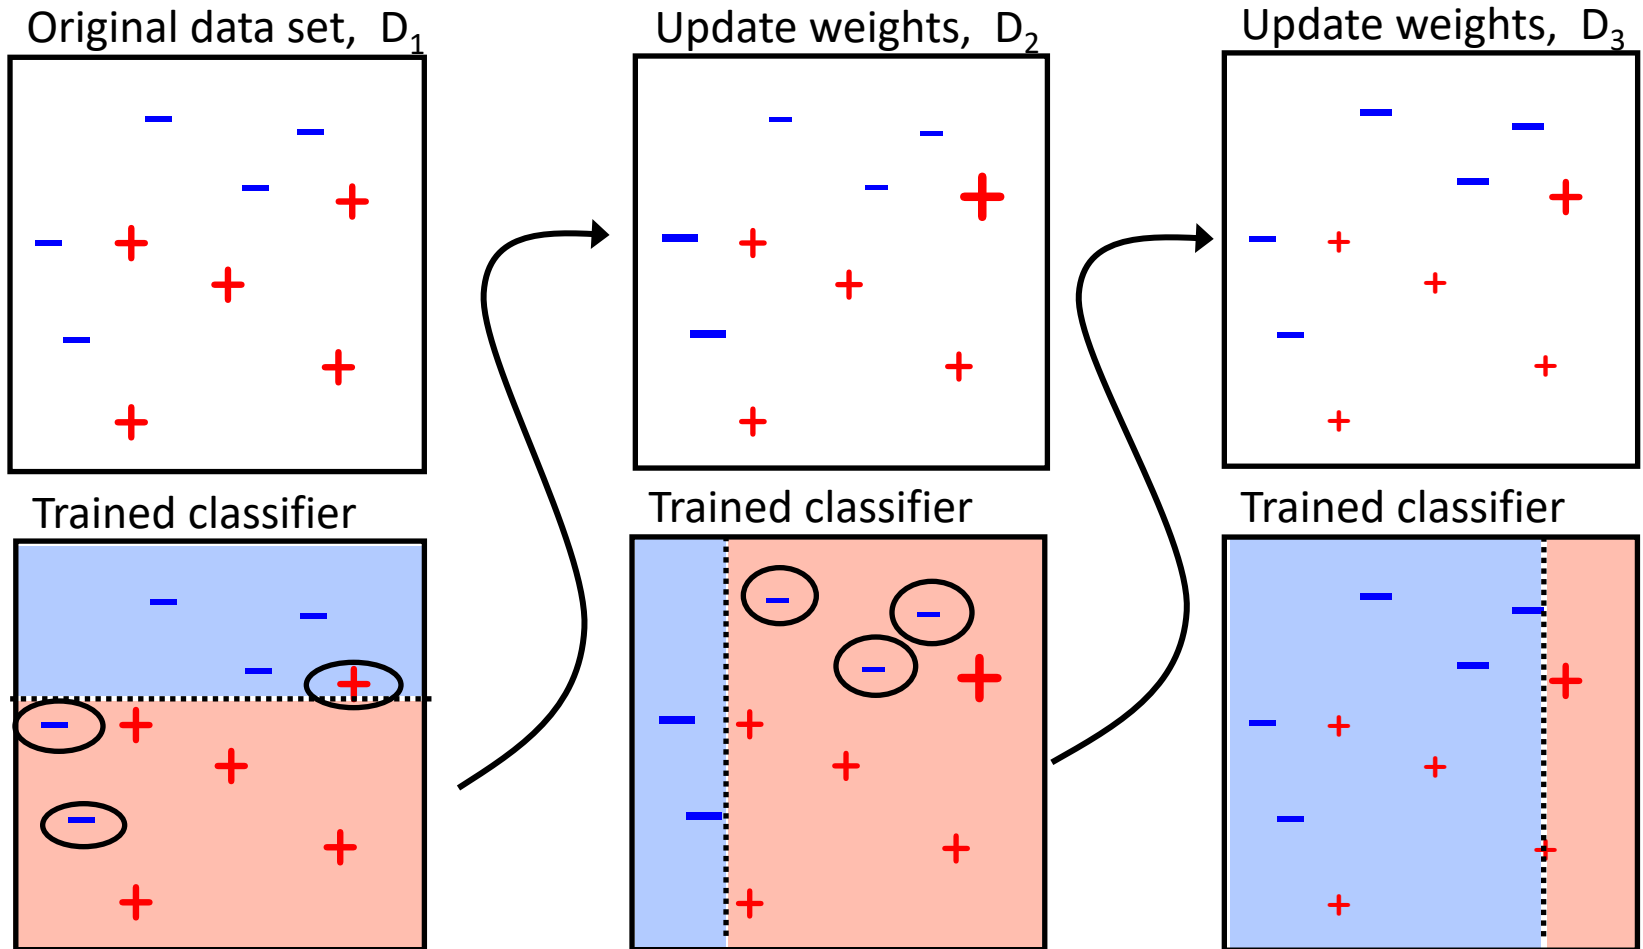 Original data set, D₁
Update weights, D₂
Update weights, D₃
Trained classifier
Trained classifier
Trained classifier